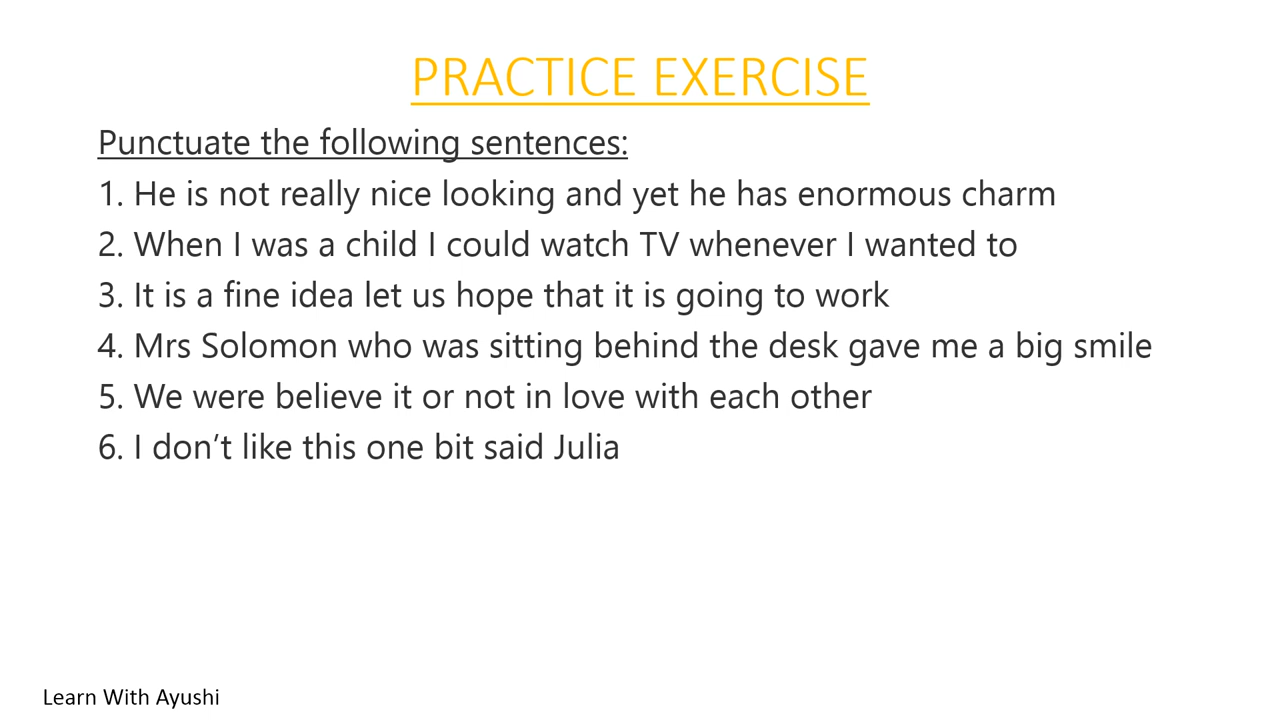 PRACTICE EXERCISE
Punctuate the following sentences:
1. He is not really nice looking and yet he has enormous charm
2. When I was a child I could watch TV whenever I wanted to
3. It is a fine idea let us hope that it is going to work
4. Mrs Solomon who was sitting behind the desk gave me a big smile
5. We were believe it or not in love with each other
6. I don’t like this one bit said Julia
Learn With Ayushi